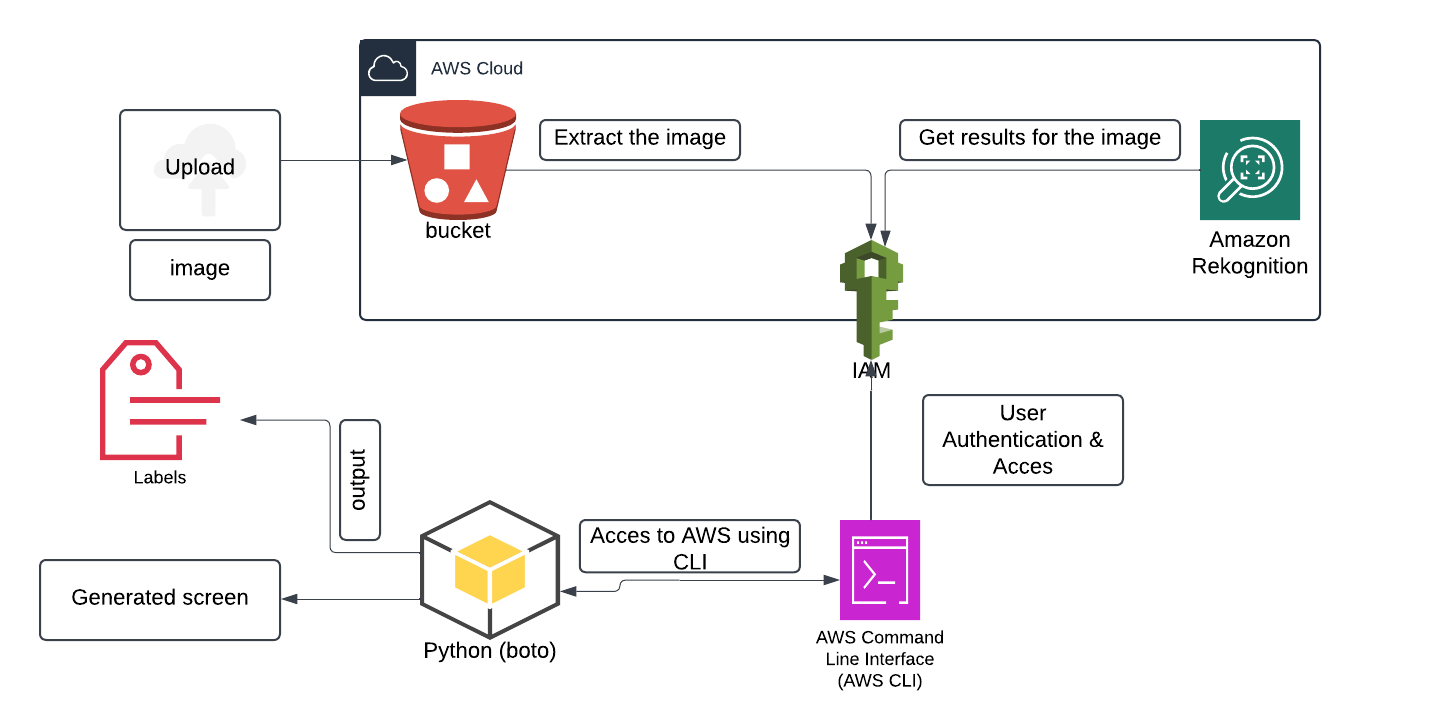 AWS Cloud
Upload
image
bucket
Extract the image
Get results for the image
Amazon
Rekognition
IAM
User
Authentication &
Acces
Labels
output
Generated screen
Python (boto)
Acces to AWS using
CLI
AWS Command
Line Interface
(AWS CLI)